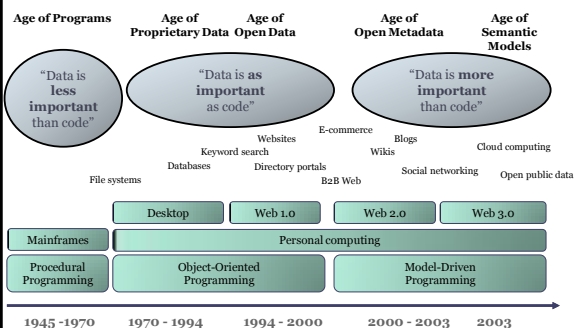 Age of Programs
Age of
Proprietary Data
Age of
Open Data
Age of
Open Metadata
Age of
Semantic
Models
“Data is
less
important
than code”
“Data is as
important
as code”
“Data is more
important
than code”
E-commerce
Websites
Blogs
Keyword search
Wikis
Cloud computing
Databases
Directory portals
Social networking
File systems
B2B Web
Open public data
Desktop
Web 1.0
Web 2.0
Web 3.0
Mainframes
Personal computing
Procedural
Programming
Object-Oriented
Programming
Model-Driven
Programming
1945 -1970
1970 - 1994
1994 - 2000
2000 - 2003
2003